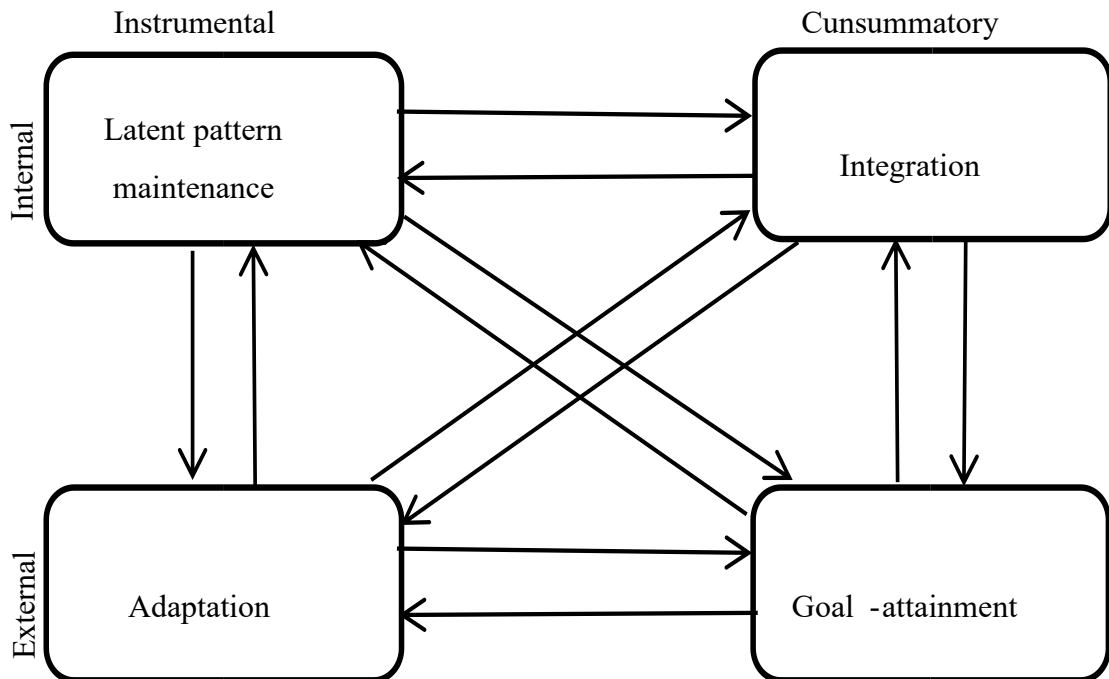 Instrumental
Cunsummatory
Internal
Latent pattern
maintenance
Integration
External
Adaptation
Goal -attainment